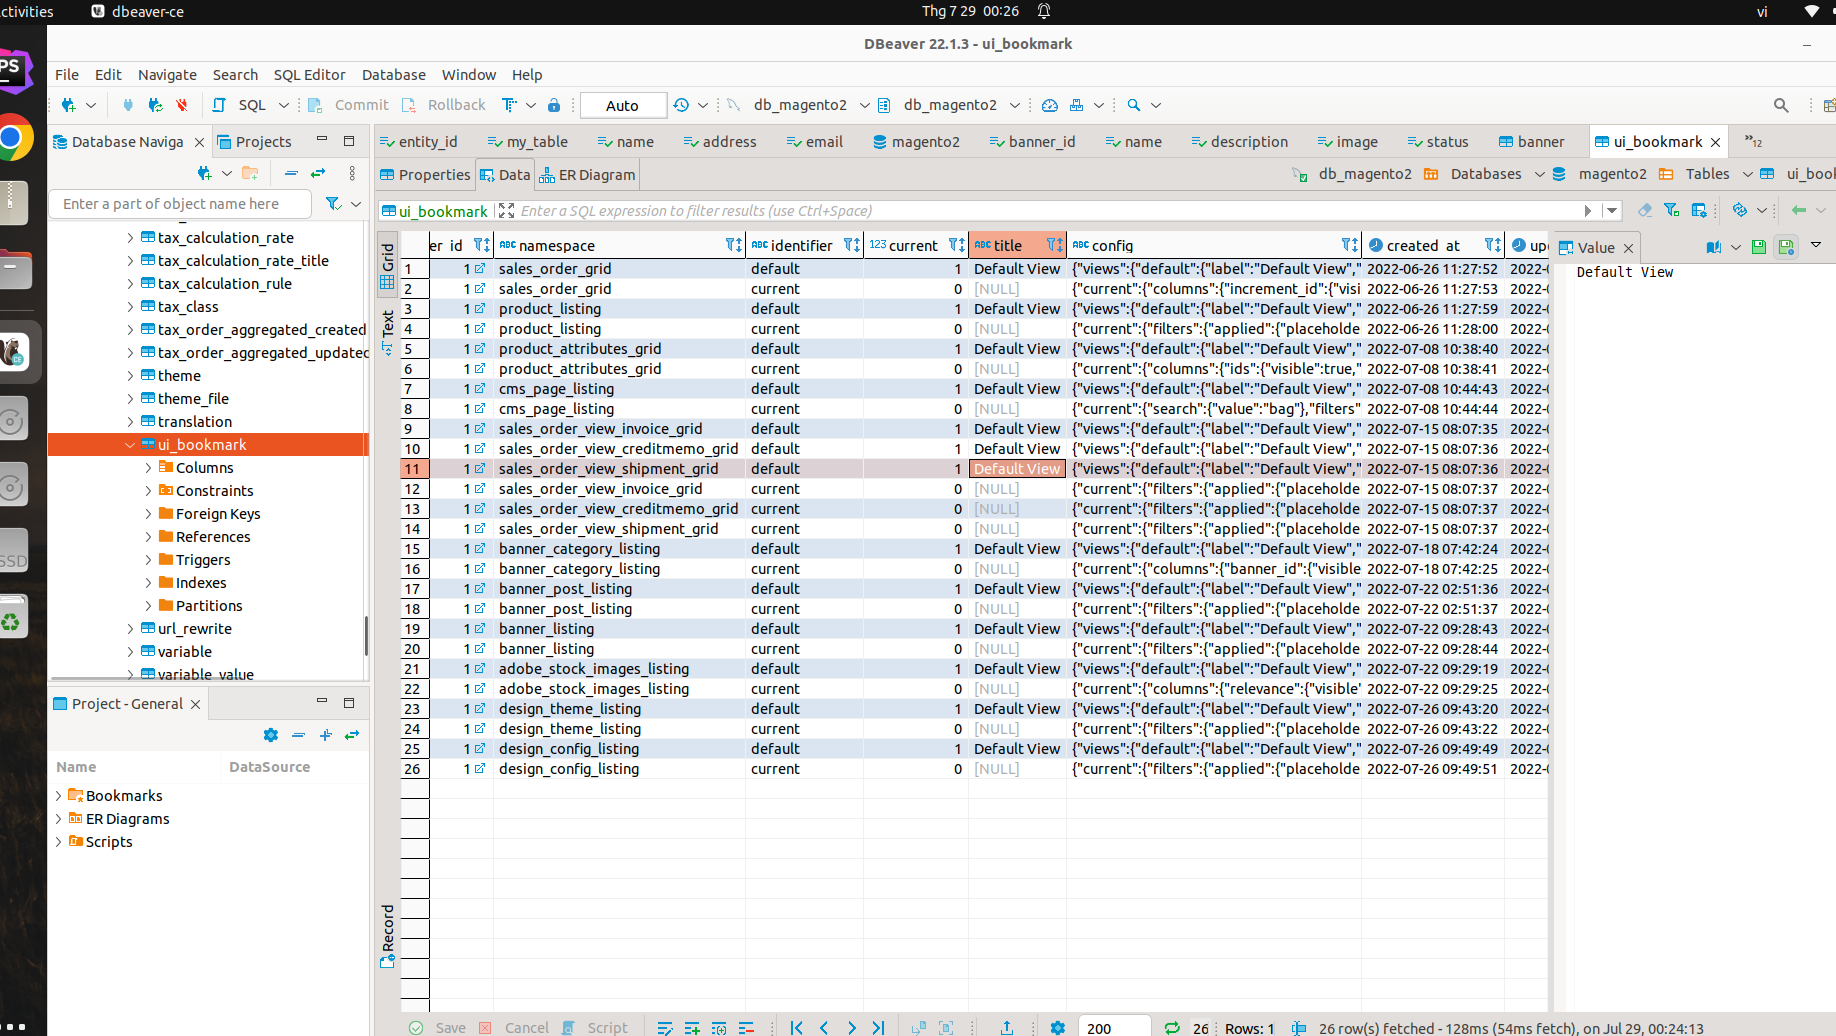 ctivities
dbeaver-ce
Thg 7 29 00:26
vi
DBeaver 22.1.3 - ui_bookmark
File Edit Navigate Search SQL Editor Database Window Help
SQL Commit Rollback Auto db_magento2 db_magento2
Database Naviga Projects
entity_id my_table name address email magento2 banner_id name description image status banner ui_bookmark 12
Properties Data ER Diagram db_magento2 Databases magento2 Tables ui_book
Enter a part of object name here
ui_bookmark Enter a SQL expression to filter results (use Ctrl+Space)
tax_calculation_rate
tax_calculation_rate_title
tax_calculation_rule
tax_class
tax_order_aggregated_created
tax_order_aggregated_updated
theme
theme_file
translation
ui_bookmark
Columns
Constraints
Foreign Keys
References
Triggers
Indexes
Partitions
url_rewrite
variable
variable_value
Project - General
Name DataSource
Bookmarks
ER Diagrams
Scripts
PS
SSD
CE
Grid
Text
Record
er_id namespace identifier current title config created_at
1 1 sales_order_grid default 1 Default View {"views":{"default":{"label":"Default View"," 2022-06-26 11:27:52 2022-
2 1 sales_order_grid current 0 [NULL] {"current":{"columns":{"increment_id":{"visi 2022-06-26 11:27:53 2022-
3 1 product_listing default 1 Default View {"views":{"default":{"label":"Default View"," 2022-06-26 11:27:59 2022-
4 1 product_listing current 0 [NULL] {"current":{"filters":{"applied":{"placeholde 2022-06-26 11:28:00 2022-
5 1 product_attributes_grid default 1 Default View {"views":{"default":{"label":"Default View"," 2022-07-08 10:38:40 2022-
6 1 product_attributes_grid current 0 [NULL] {"current":{"columns":{"ids":{"visible":true, 2022-07-08 10:38:41 2022-
7 1 cms_page_listing default 1 Default View {"views":{"default":{"label":"Default View"," 2022-07-08 10:44:43 2022-
8 1 cms_page_listing current 0 [NULL] {"current":{"search":{"value":"bag"},"filters" 2022-07-08 10:44:44 2022-
9 1 sales_order_view_invoice_grid default 1 Default View {"views":{"default":{"label":"Default View"," 2022-07-15 08:07:35 2022-
10 1 sales_order_view_creditmemo_grid default 1 Default View {"views":{"default":{"label":"Default View"," 2022-07-15 08:07:36 2022-
11 1 sales_order_view_shipment_grid default 1 Default View {"views":{"default":{"label":"Default View"," 2022-07-15 08:07:36 2022-
12 1 sales_order_view_invoice_grid current 0 [NULL] {"current":{"filters":{"applied":{"placeholde 2022-07-15 08:07:37 2022-
13 1 sales_order_view_creditmemo_grid current 0 [NULL] {"current":{"filters":{"applied":{"placeholde 2022-07-15 08:07:37 2022-
14 1 sales_order_view_shipment_grid current 0 [NULL] {"current":{"filters":{"applied":{"placeholde 2022-07-15 08:07:37 2022-
15 1 banner_category_listing default 1 Default View {"views":{"default":{"label":"Default View"," 2022-07-18 07:42:24 2022-
16 1 banner_category_listing current 0 [NULL] {"current":{"columns":{"banner_id":{"visible 2022-07-18 07:42:25 2022-
17 1 banner_post_listing default 1 Default View {"views":{"default":{"label":"Default View"," 2022-07-22 02:51:36 2022-
18 1 banner_post_listing current 0 [NULL] {"current":{"filters":{"applied":{"placeholde 2022-07-22 02:51:37 2022-
19 1 banner_listing default 1 Default View {"views":{"default":{"label":"Default View"," 2022-07-22 09:28:43 2022-
20 1 banner_listing current 0 [NULL] {"current":{"filters":{"applied":{"placeholde 2022-07-22 09:28:44 2022-
21 1 adobe_stock_images_listing default 1 Default View {"views":{"default":{"label":"Default View"," 2022-07-22 09:29:19 2022-
22 1 adobe_stock_images_listing current 0 [NULL] {"current":{"columns":{"relevance":{"visible" 2022-07-22 09:29:25 2022-
23 1 design_theme_listing default 1 Default View {"views":{"default":{"label":"Default View"," 2022-07-26 09:43:20 2022-
24 1 design_theme_listing current 0 [NULL] {"current":{"filters":{"applied":{"placeholde 2022-07-26 09:43:22 2022-
25 1 design_config_listing default 1 Default View {"views":{"default":{"label":"Default View"," 2022-07-26 09:49:49 2022-
26 1 design_config_listing current 0 [NULL] {"current":{"filters":{"applied":{"placeholde 2022-07-26 09:49:51 2022-
Value
Default View
Save Cancel Script 200 26 Rows: 1 26 row(s) fetched - 128ms (54ms fetch), on Jul 29, 00:24:13